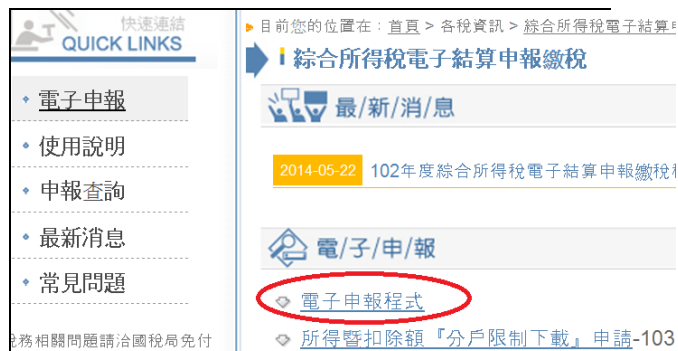 快速連結
QUICK LINKS
電子申報
使用說明
申報查詢
最新消息
常見問題
稅務相關問題請洽國稅局免付
目前您的位置在：首頁 > 各稅資訊 > 綜合所得稅電子結算申
綜合所得稅電子結算申報繳稅
最/新/消/息
2014-05-22 102年度綜合所得稅電子結算申報繳稅
電/子/申/報
電子申報程式
所得暨扣除額『分戶限制下載』申請-103